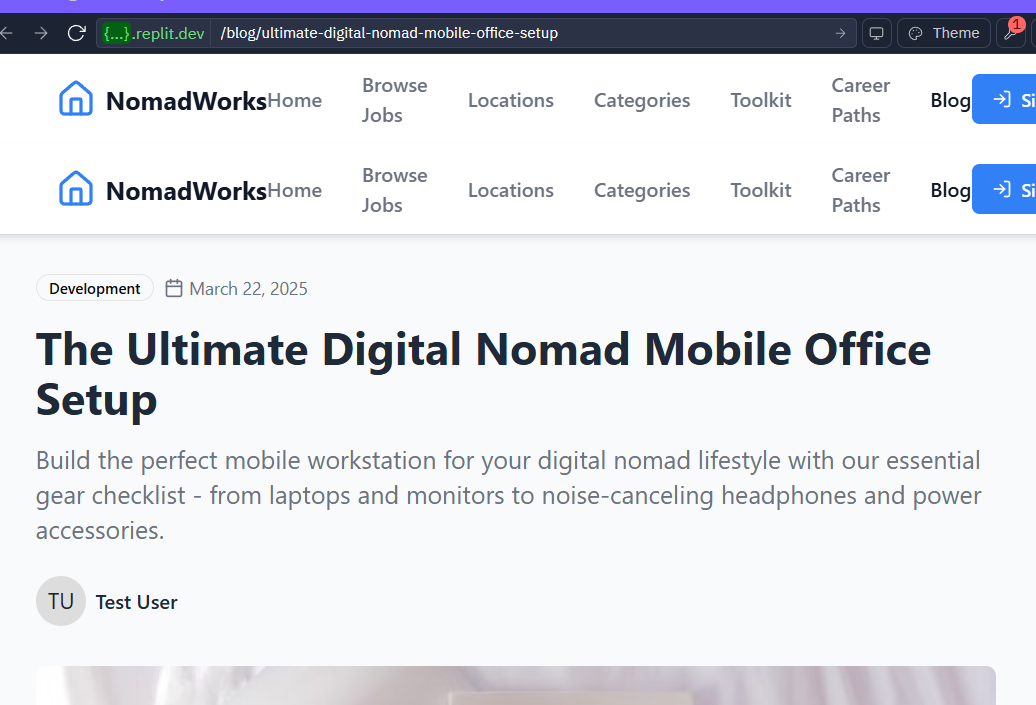 {...}.replit.dev /blog/ultimate-digital-nomad-mobile-office-setup Theme 1
NomadWorks Home Browse Jobs Locations Categories Toolkit Career Paths Blog Si
NomadWorks Home Browse Jobs Locations Categories Toolkit Career Paths Blog Si
Development March 22, 2025
The Ultimate Digital Nomad Mobile Office
Setup
Build the perfect mobile workstation for your digital nomad lifestyle with our essential
gear checklist - from laptops and monitors to noise-canceling headphones and power
accessories.
TU Test User